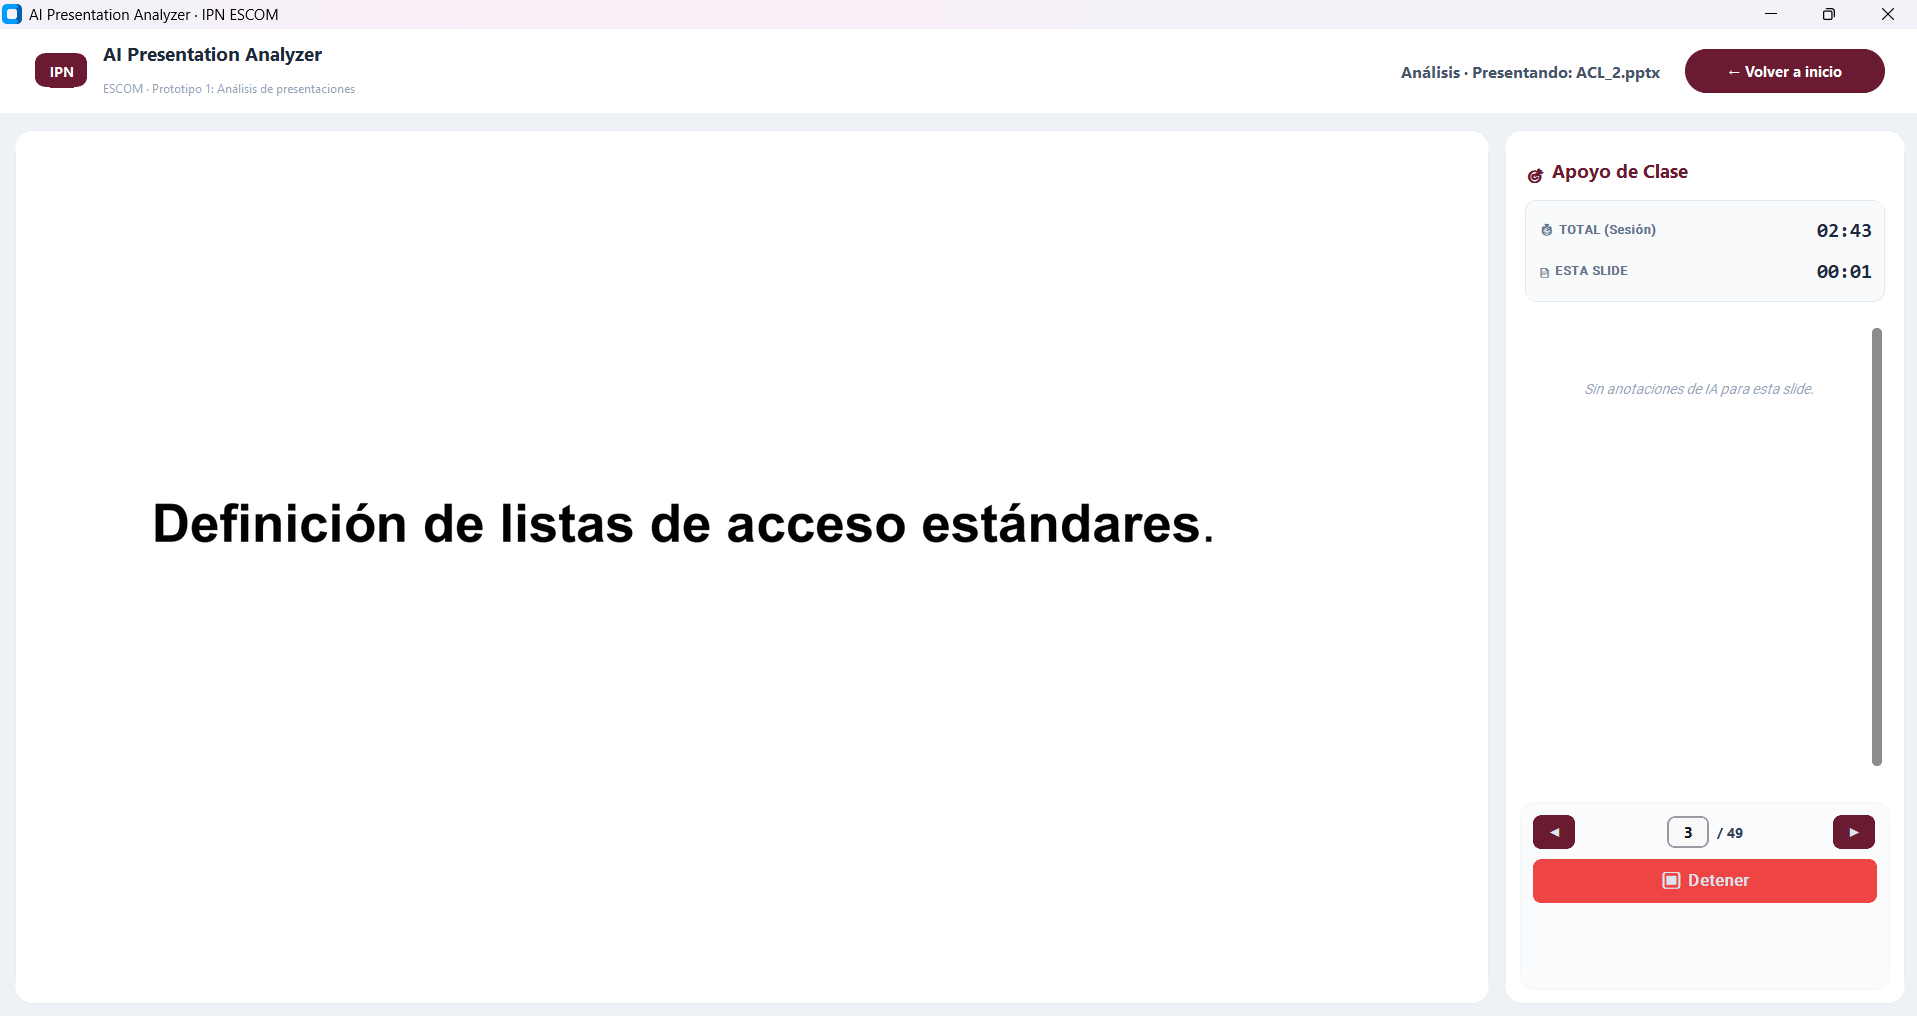 AI Presentation Analyzer · IPN ESCOM
IPN
AI Presentation Analyzer
ESCOM · Prototipo 1: Análisis de presentaciones
Análisis · Presentando: ACL_2.pptx
← Volver a inicio
Definición de listas de acceso estándares.
Apoyo de Clase
TOTAL (Sesión)
02:43
ESTA SLIDE
00:01
Sin anotaciones de IA para esta slide.
◄
3 / 49
►
Detener